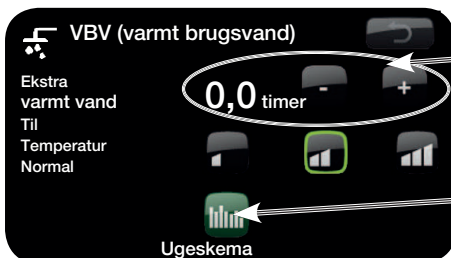 VBV (varmt brugsvand)
Ekstra
varmt vand
Til
Temperatur
Normal
0,0 timer
-
+
Ugeskema